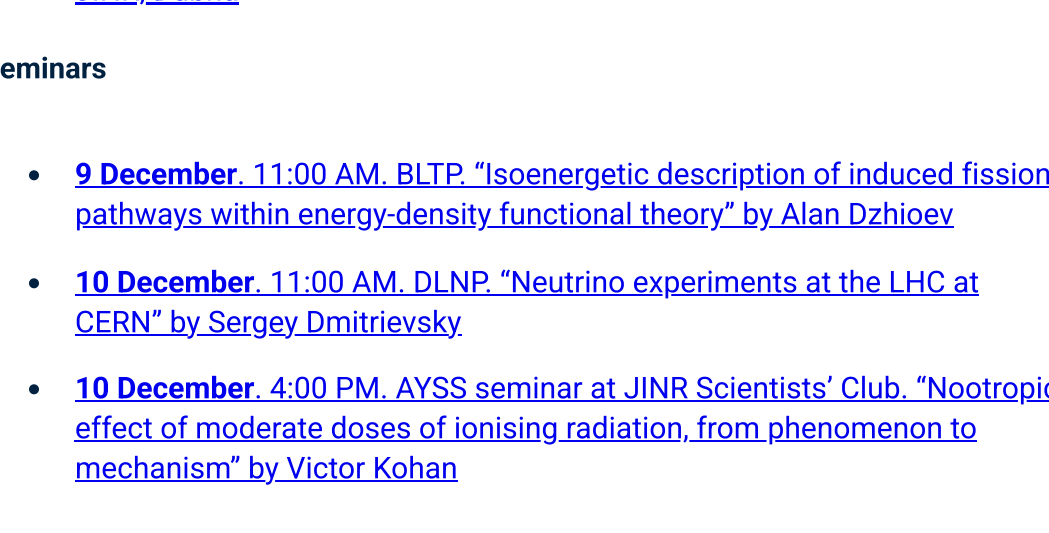 eminars
9 December. 11:00 AM. BLTP. “Isoenergetic description of induced fission
pathways within energy-density functional theory” by Alan Dzhioev
10 December. 11:00 AM. DLNP. “Neutrino experiments at the LHC at
CERN” by Sergey Dmitrievsky
10 December. 4:00 PM. AYSS seminar at JINR Scientists’ Club. “Nootropic
effect of moderate doses of ionising radiation, from phenomenon to
mechanism” by Victor Kohan